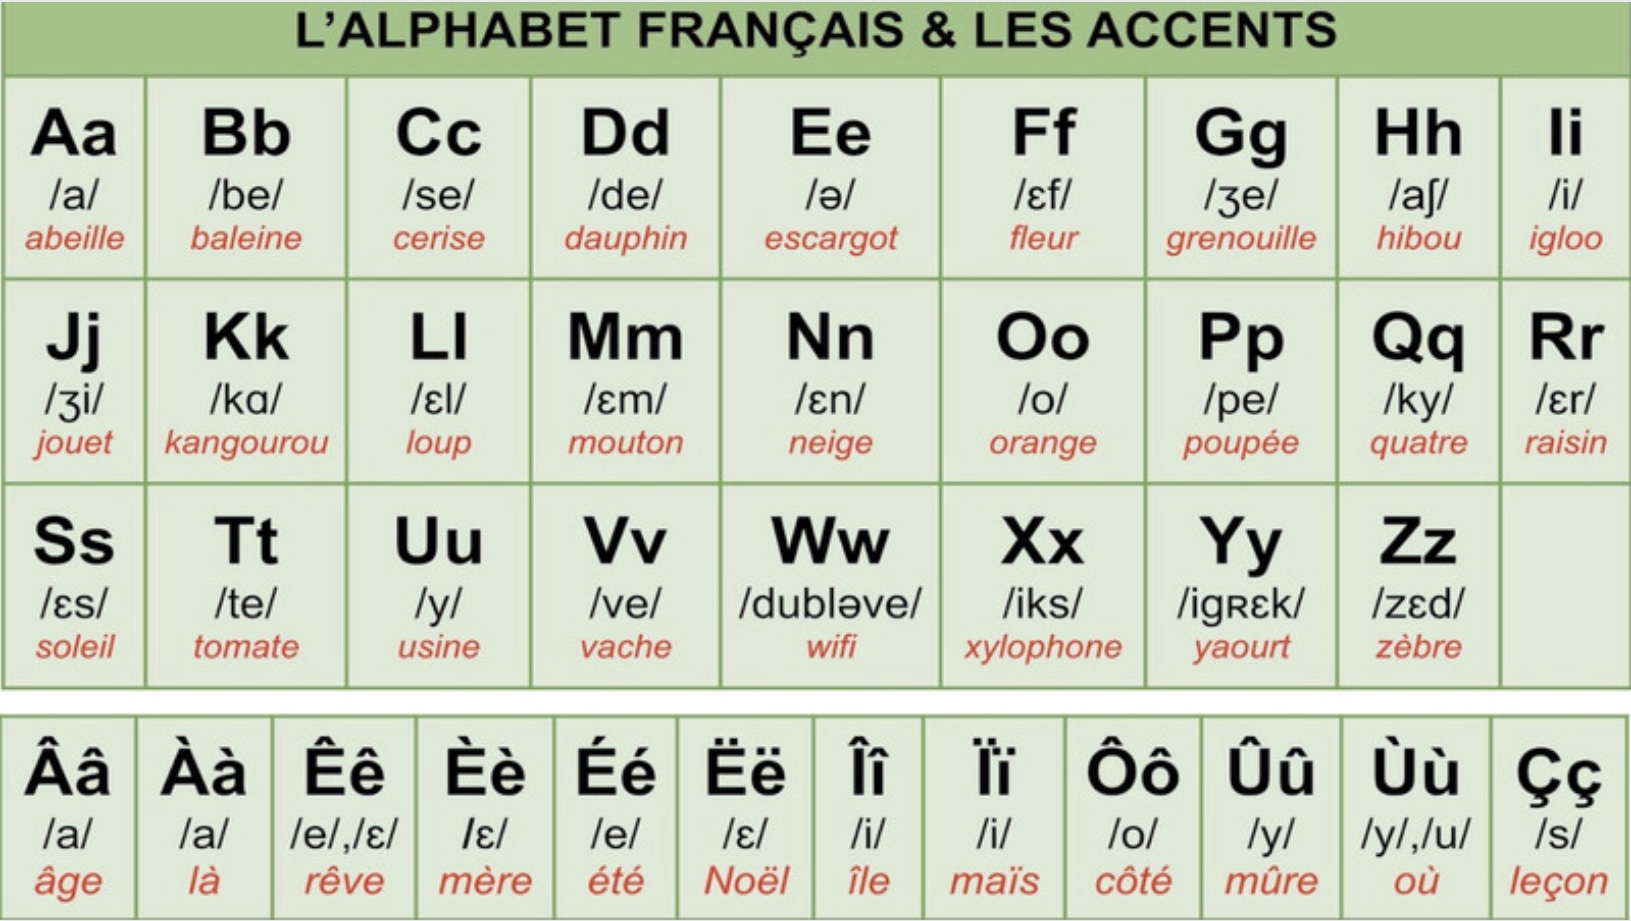 L'ALPHABET FRANÇAIS & LES ACCENTS
Aa Bb Cc Dd Ee Ff Gg Hh Ii
/a/ /be/ /se/ /de/ /ə/ /ɛf/ /ʒe/ /aʃ/ /i/
abeille baleine cerise dauphin escargot fleur grenouille hibou igloo
Jj Kk Ll Mm Nn Oo Pp Qq Rr
/ʒi/ /kɑ/ /ɛl/ /ɛm/ /ɛn/ /o/ /pe/ /ky/ /ɛr/
jouet kangourou loup mouton neige orange poupée quatre raisin
Ss Tt Uu Vv Ww Xx Yy Zz
/ɛs/ /te/ /y/ /ve/ /dubləve/ /iks/ /igʀɛk/ /zɛd/
soleil tomate usine vache wifi xylophone yaourt zèbre
Ââ Àà Êê Èè Éé Ëë Îî Ïï Ôô Ûû Ùù Çç
/a/ /a/ /e/,/ɛ/ /ɛ/ /e/ /ɛ/ /i/ /i/ /o/ /y/ /y/,/u/ /s/
âge là rêve mère été Noël île maïs côté mûre où leçon